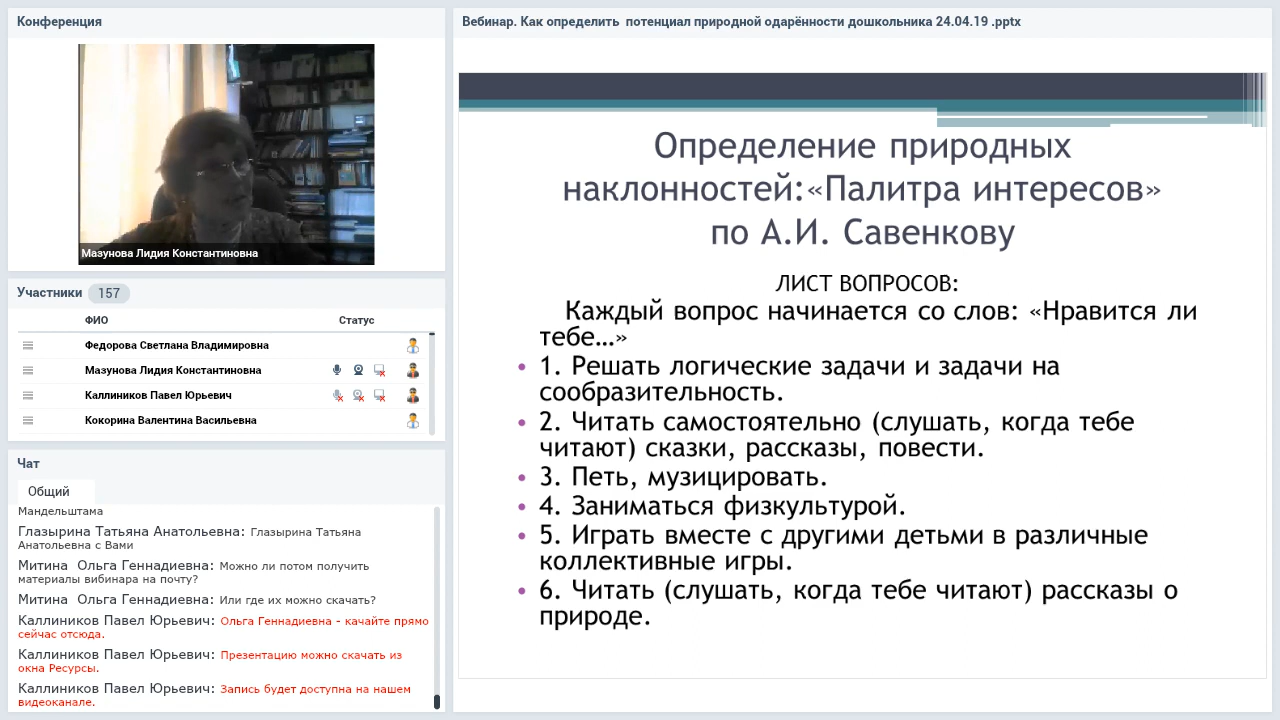 Конференция
Мазунова Лидия Константиновна
Участники 157
ФИО Статус
Федорова Светлана Владимировна
Мазунова Лидия Константиновна
Каллиников Павел Юрьевич
Кокорина Валентина Васильевна
Чат
Общий
Мандельштама
Глазырина Татьяна Анатольевна: Глазырина Татьяна
Анатольевна с Вами
Митина Ольга Геннадиевна: Можно ли потом получить
материалы вибинара на почту?
Митина Ольга Геннадиевна: Или где их можно скачать?
Каллиников Павел Юрьевич: Ольга Геннадиевна - качайте прямо
сейчас отсюда.
Каллиников Павел Юрьевич: Презентацию можно скачать из
окна Ресурсы.
Каллиников Павел Юрьевич: Запись будет доступна на нашем
видеоканале.
Вебинар. Как определить потенциал природной одарённости дошкольника 24.04.19 .pptx
Определение природных
наклонностей:«Палитра интересов»
по А.И. Савенкову
ЛИСТ ВОПРОСОВ:
Каждый вопрос начинается со слов: «Нравится ли
тебе…»
• 1. Решать логические задачи и задачи на
сообразительность.
• 2. Читать самостоятельно (слушать, когда тебе
читают) сказки, рассказы, повести.
• 3. Петь, музицировать.
• 4. Заниматься физкультурой.
• 5. Играть вместе с другими детьми в различные
коллективные игры.
• 6. Читать (слушать, когда тебе читают) рассказы о
природе.